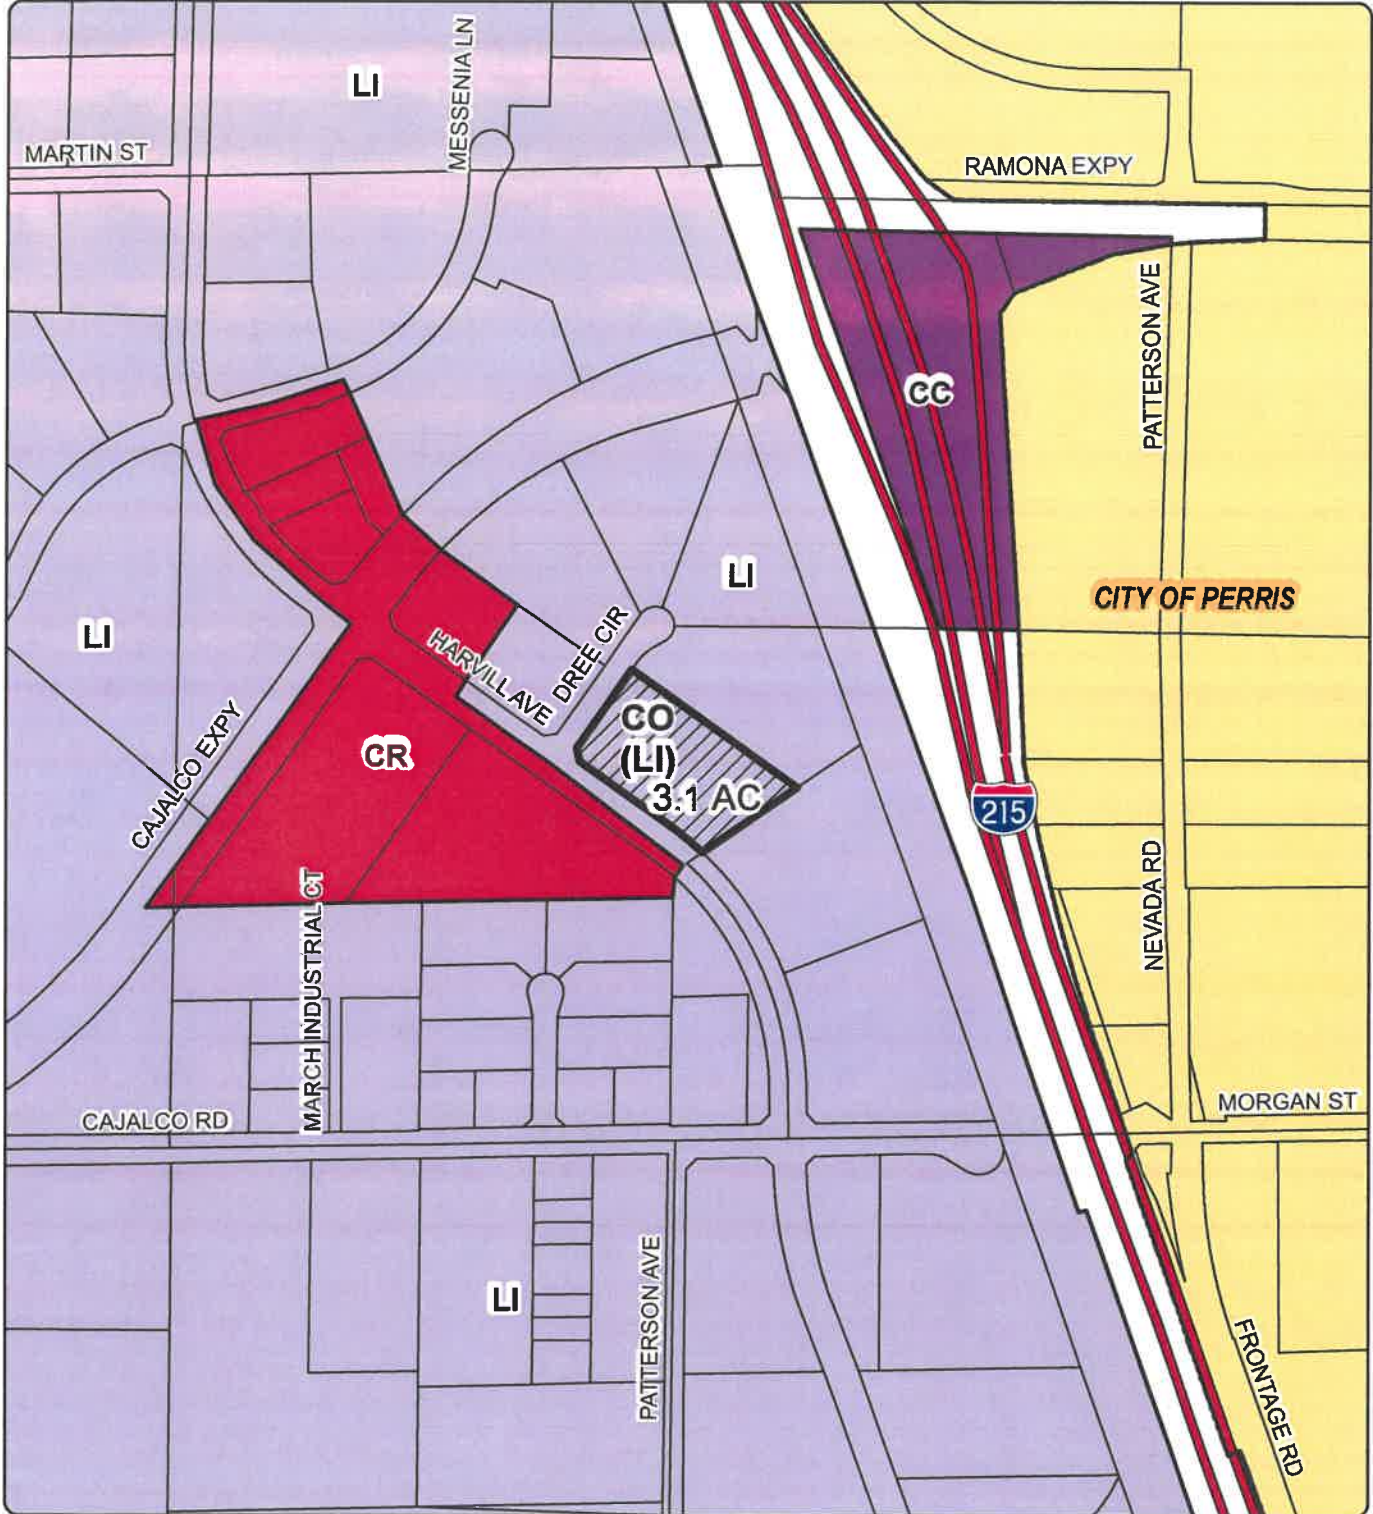 LI
MESSENIA LN
MARTIN ST
RAMONA EXPY
PATTERSON AVE
CC
LI
CITY OF PERRIS
LI
HARVILL AVE
DREE CIR
CO
(LI)
3.1 AC
CR
CAJALCO EXPY
215
NEVADA RD
MARCH INDUSTRIAL CT
CAJALCO RD
MORGAN ST
LI
PATTERSON AVE
FRONTAGE RD